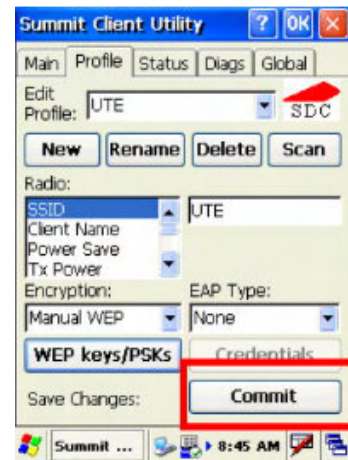 Summit Client Utility ? OK X
Main Profile Status Diags Global
Edit
Profile: UTE SDC
New Rename Delete Scan
Radio:
SSID UTE
Client Name
Power Save
Tx Power
Encryption: EAP Type:
Manual WEP None
WEP keys/PSKs Credentials
Save Changes: Commit
Summit ... 8:45 AM